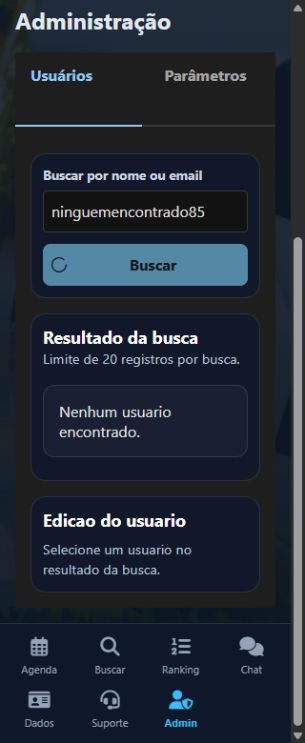 Administração
Usuários
Parâmetros
Buscar por nome ou email
ninguemencontrado85
Buscar
Resultado da busca
Limite de 20 registros por busca.
Nenhum usuario
encontrado.
Edicao do usuario
Selecione um usuario no
resultado da busca.
Agenda
Buscar
Ranking
Chat
Dados
Suporte
Admin